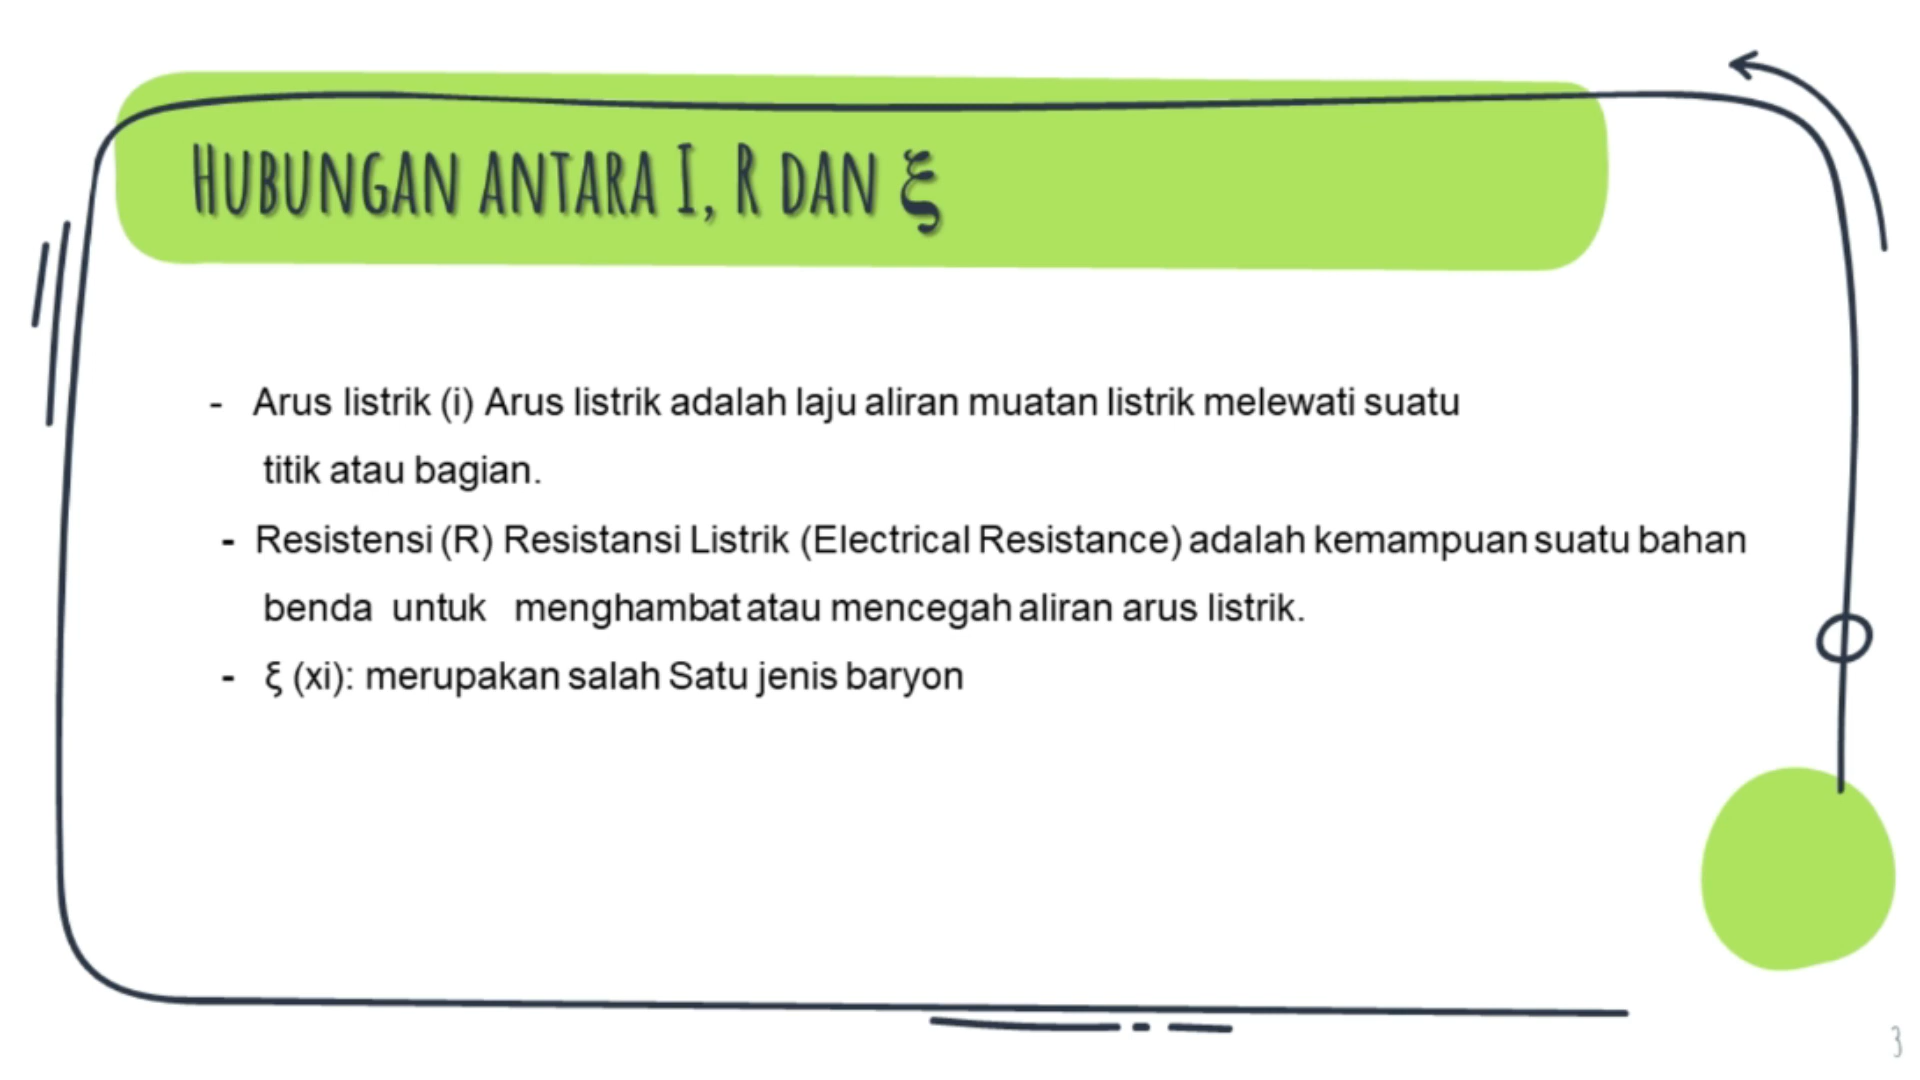 HUBUNGAN ANTARA I, R DAN ξ
- Arus listrik (i) Arus listrik adalah laju aliran muatan listrik melewati suatu
titik atau bagian.
- Resistensi (R) Resistansi Listrik (Electrical Resistance) adalah kemampuan suatu bahan
benda untuk menghambat atau mencegah aliran arus listrik.
- ξ (xi): merupakan salah Satu jenis baryon
3